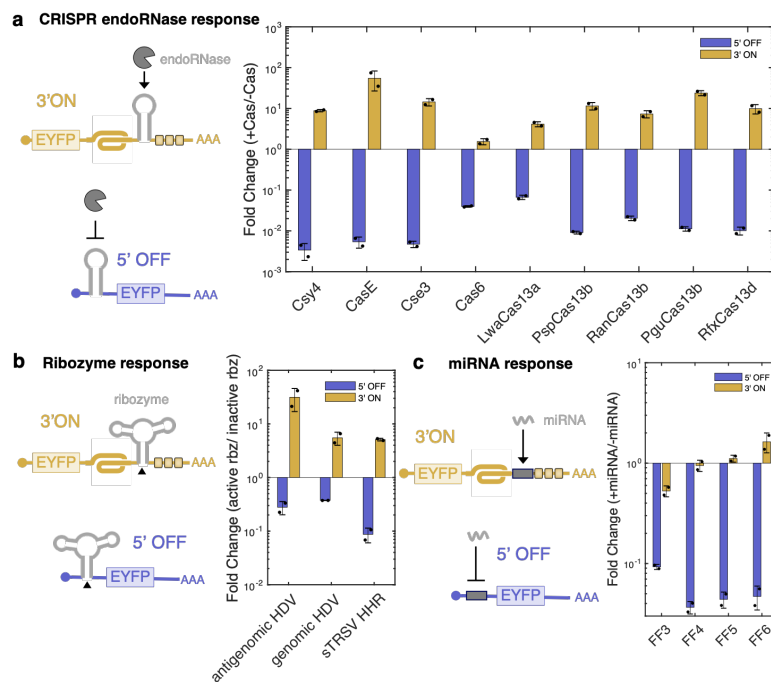 a CRISPR endoRNase response
endoRNase
3'ON
EYFP
AAA
5' OFF
EYFP
AAA
Fold Change (+Cas/-Cas)
5' OFF
3' ON
10³
10²
10¹
10⁰
10⁻¹
10⁻²
10⁻³
Csy4
CasE
Cse3
Cas6
LwaCas13a
PspCas13b
RanCas13b
PguCas13b
RfxCas13d
b Ribozyme response
ribozyme
3'ON
EYFP
AAA
5' OFF
EYFP
AAA
Fold Change (active rbz/ inactive rbz)
5' OFF
3' ON
10²
10¹
10⁰
10⁻¹
10⁻²
antigenomic HDV
genomic HDV
sTRSV HHR
c miRNA response
miRNA
3'ON
EYFP
AAA
5' OFF
EYFP
AAA
Fold Change (+miRNA/-miRNA)
5' OFF
3' ON
10¹
10⁰
10⁻¹
FF3
FF4
FF5
FF6